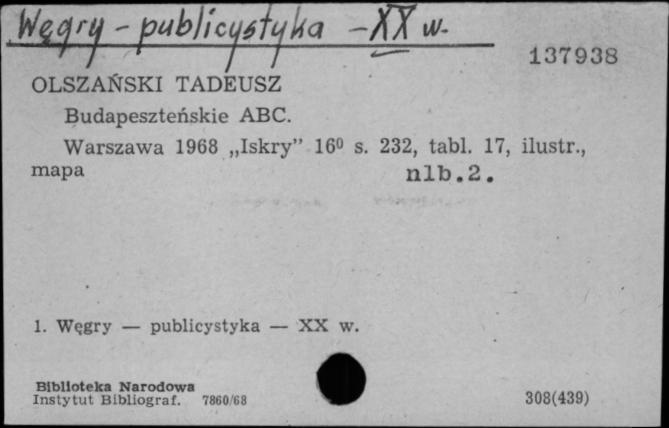 Węgry - publicystyka - XX w.
137938
OLSZAŃSKI TADEUSZ
Budapeszteńskie ABC.
Warszawa 1968 „Iskry” 16⁰ s. 232, tabl. 17, ilustr.,
mapa nlb.2.
1. Węgry — publicystyka — XX w.
Biblioteka Narodowa
Instytut Bibliograf. 7860/68
308(439)